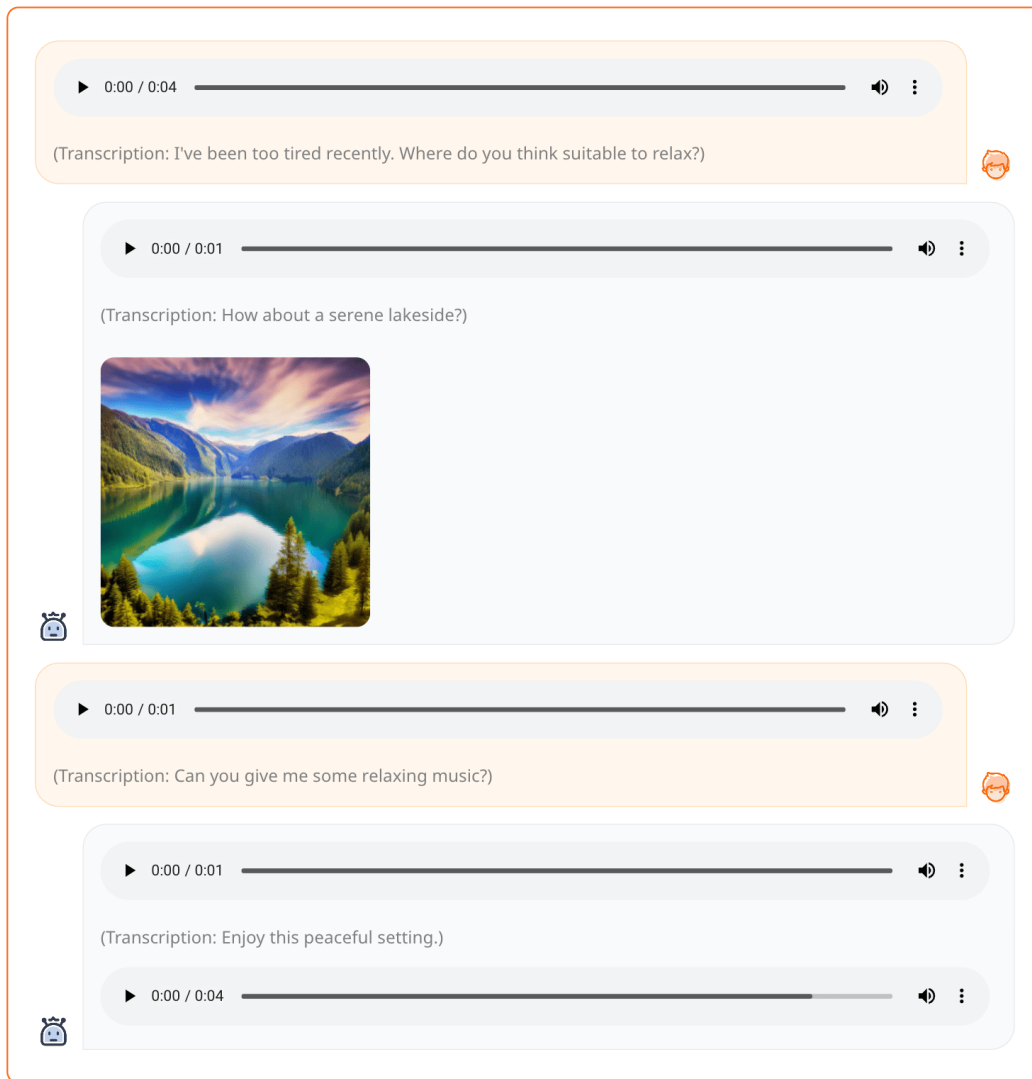 0:00 / 0:04
(Transcription: I've been too tired recently. Where do you think suitable to relax?)
0:00 / 0:01
(Transcription: How about a serene lakeside?)
0:00 / 0:01
(Transcription: Can you give me some relaxing music?)
0:00 / 0:01
(Transcription: Enjoy this peaceful setting.)
0:00 / 0:04